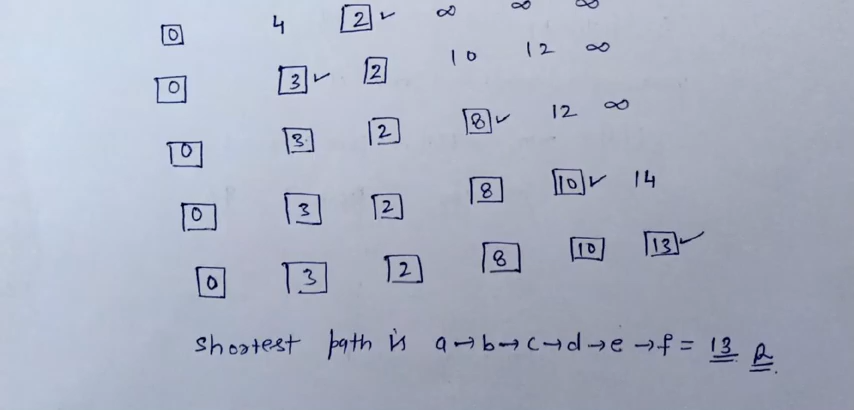 0 4 2 ✓ ∞ ∞ ∞
0 3 ✓ 2 10 12 ∞
0 3 2 8 ✓ 12 ∞
0 3 2 8 10 ✓ 14
0 3 2 8 10 13 ✓
shortest path is a→b→c→d→e→f = 13